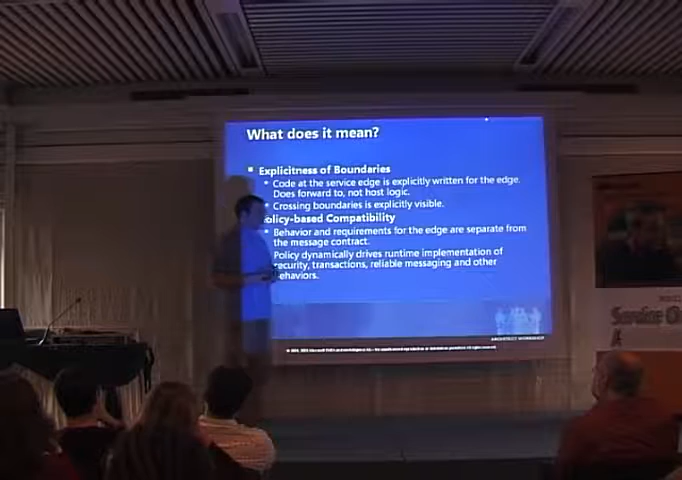 What does it mean?
Explicitness of Boundaries
Code at the service edge is explicitly written for the edge.
Does forward to, not host logic.
Crossing boundaries is explicitly visible.
olicy-based Compatibility
Behavior and requirements for the edge are separate from
the message contract.
Policy dynamically drives runtime implementation of
ecurity, transactions, reliable messaging and other
ehaviors.
ARCHITECT WORKSHOP
Service O